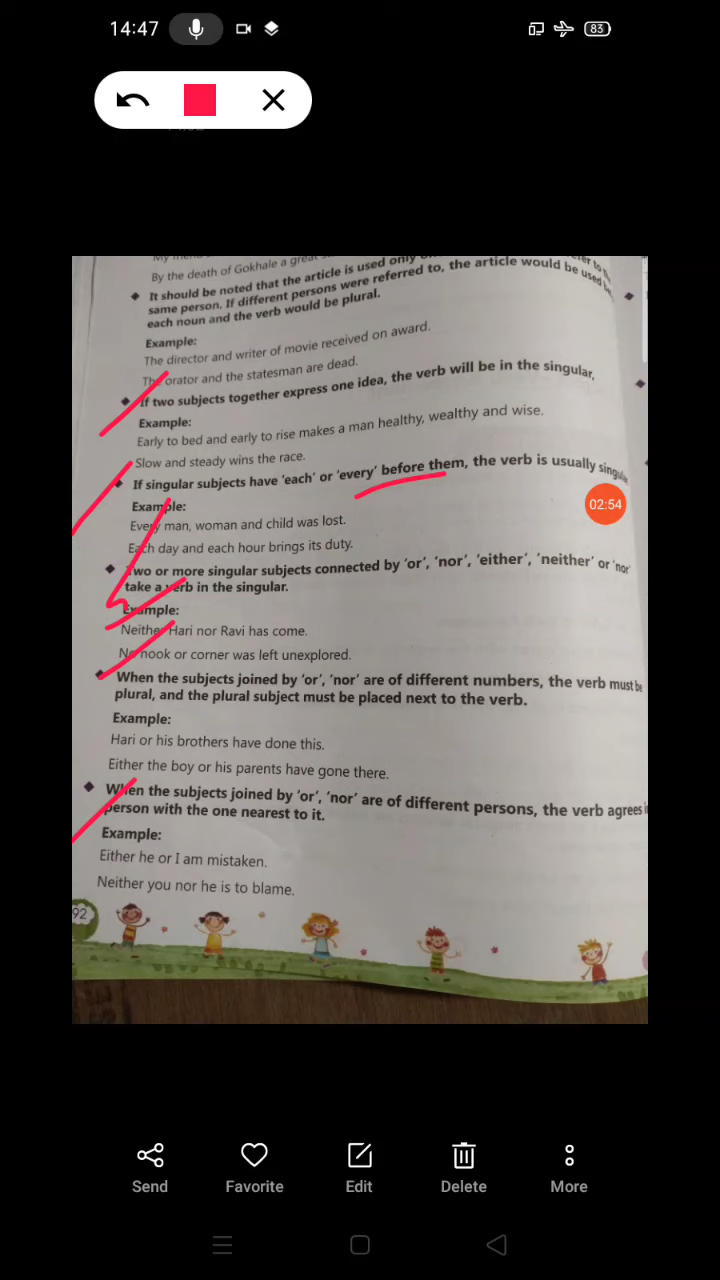 14:47
83
By the death of Gokhale a great
It should be noted that the article is used only
same person. If different persons were referred to, the article would be used
each noun and the verb would be plural.
Example:
The director and writer of movie received on award.
The orator and the statesman are dead.
If two subjects together express one idea, the verb will be in the singular,
Example:
Early to bed and early to rise makes a man healthy, wealthy and wise.
Slow and steady wins the race.
If singular subjects have 'each' or 'every' before them, the verb is usually
02:54
Example:
Every man, woman and child was lost.
Each day and each hour brings its duty.
Two or more singular subjects connected by 'or', 'nor', 'either', 'neither' or 'nor'
take a verb in the singular.
Example:
Neither Hari nor Ravi has come.
No nook or corner was left unexplored.
When the subjects joined by 'or', 'nor' are of different numbers, the verb must be
plural, and the plural subject must be placed next to the verb.
Example:
Hari or his brothers have done this.
Either the boy or his parents have gone there.
When the subjects joined by 'or', 'nor' are of different persons, the verb agrees
person with the one nearest to it.
Example:
Either he or I am mistaken.
Neither you nor he is to blame.
92
Send Favorite Edit Delete More